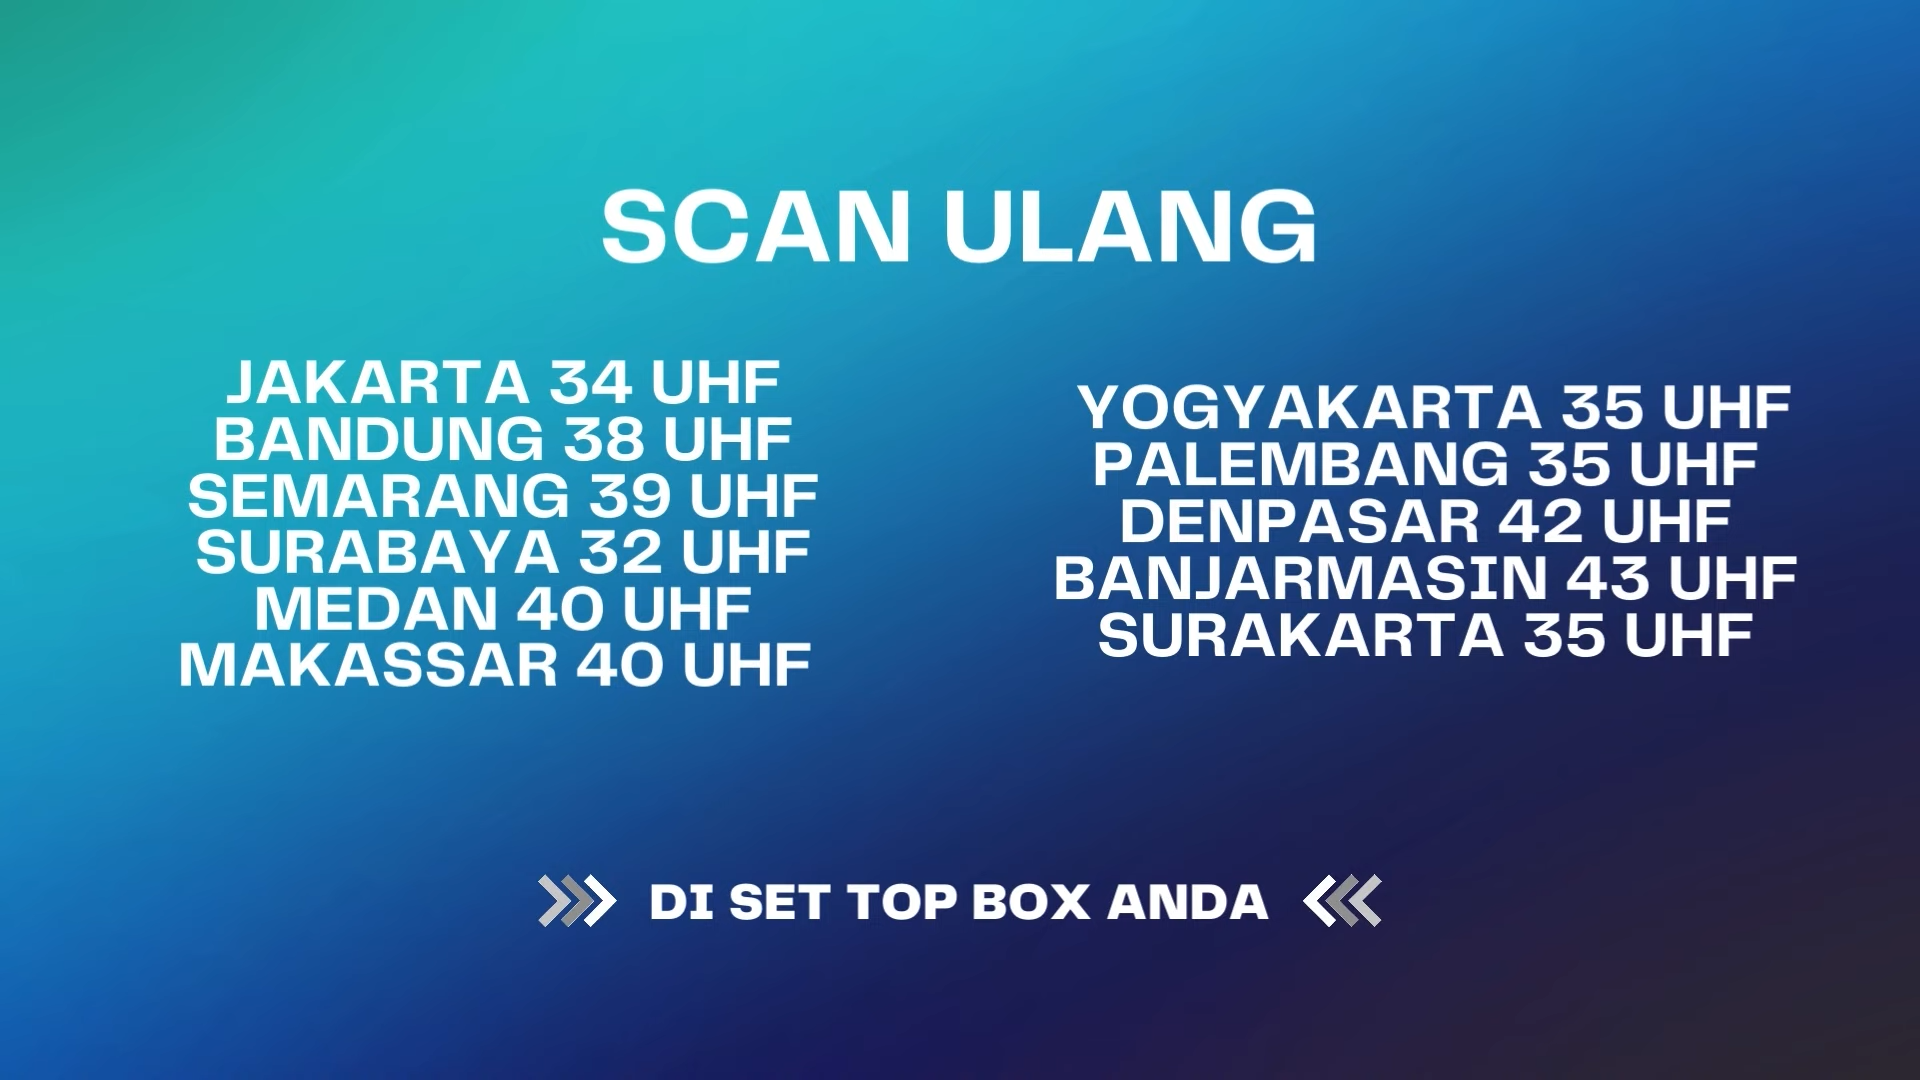 SCAN ULANG
JAKARTA 34 UHF
BANDUNG 38 UHF
SEMARANG 39 UHF
SURABAYA 32 UHF
MEDAN 40 UHF
MAKASSAR 40 UHF
YOGYAKARTA 35 UHF
PALEMBANG 35 UHF
DENPASAR 42 UHF
BANJARMASIN 43 UHF
SURAKARTA 35 UHF
DI SET TOP BOX ANDA